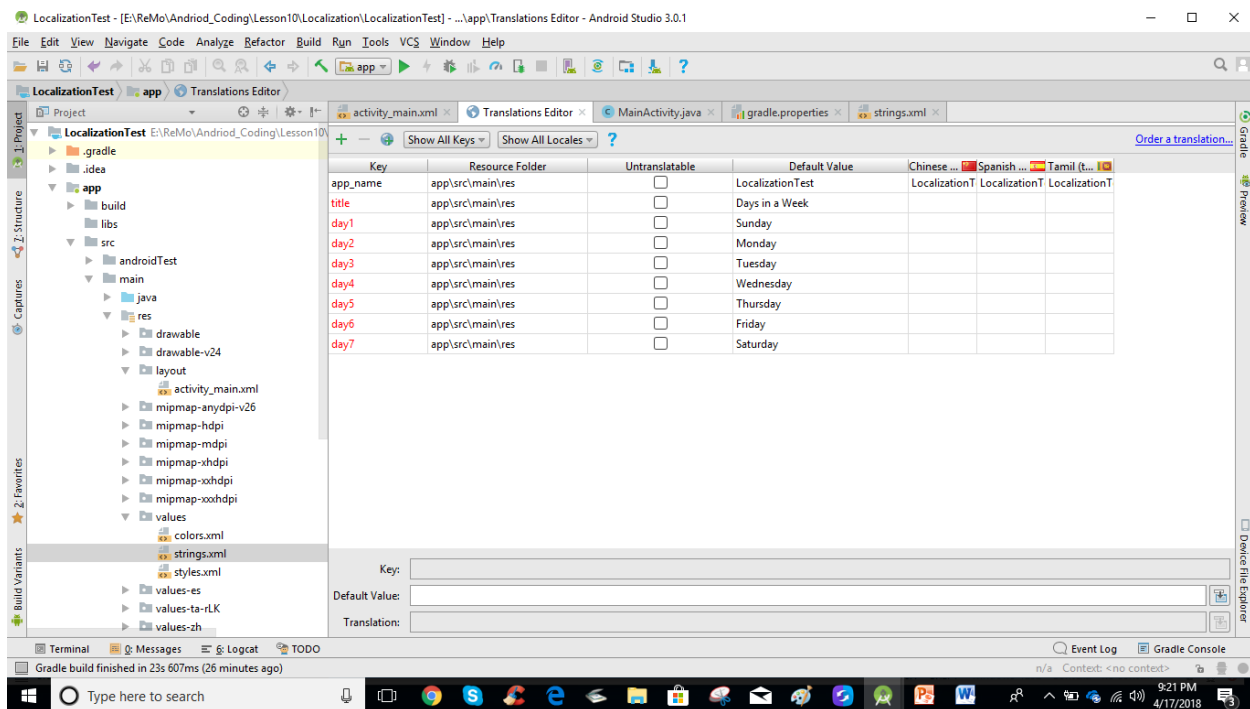 LocalizationTest - [E:\ReMo\Andriod_Coding\Lesson10\Localization\LocalizationTest] - ...\app\Translations Editor - Android Studio 3.0.1
File Edit View Navigate Code Analyze Refactor Build Run Tools VCS Window Help
app
LocalizationTest app Translations Editor
Project
activity_main.xml Translations Editor MainActivity.java gradle.properties strings.xml
1: Project
Z: Structure
Captures
2: Favorites
Build Variants
LocalizationTest E:\ReMo\Andriod_Coding\Lesson10\
.gradle
.idea
app
build
libs
src
androidTest
main
java
res
drawable
drawable-v24
layout
activity_main.xml
mipmap-anydpi-v26
mipmap-hdpi
mipmap-mdpi
mipmap-xhdpi
mipmap-xxhdpi
mipmap-xxxhdpi
values
colors.xml
strings.xml
styles.xml
values-es
values-ta-rLK
values-zh
Show All Keys Show All Locales ? Order a translation...
Key Resource Folder Untranslatable Default Value Chinese ... Spanish ... Tamil (t...
app_name app\src\main\res LocalizationTest LocalizationT LocalizationT LocalizationT
title app\src\main\res Days in a Week
day1 app\src\main\res Sunday
day2 app\src\main\res Monday
day3 app\src\main\res Tuesday
day4 app\src\main\res Wednesday
day5 app\src\main\res Thursday
day6 app\src\main\res Friday
day7 app\src\main\res Saturday
Key:
Default Value:
Translation:
Gradle
Preview
Device File Explorer
Terminal 0: Messages 6: Logcat TODO Event Log Gradle Console
Gradle build finished in 23s 607ms (26 minutes ago) n/a Context: <no context>
Type here to search
9:21 PM
4/17/2018
3